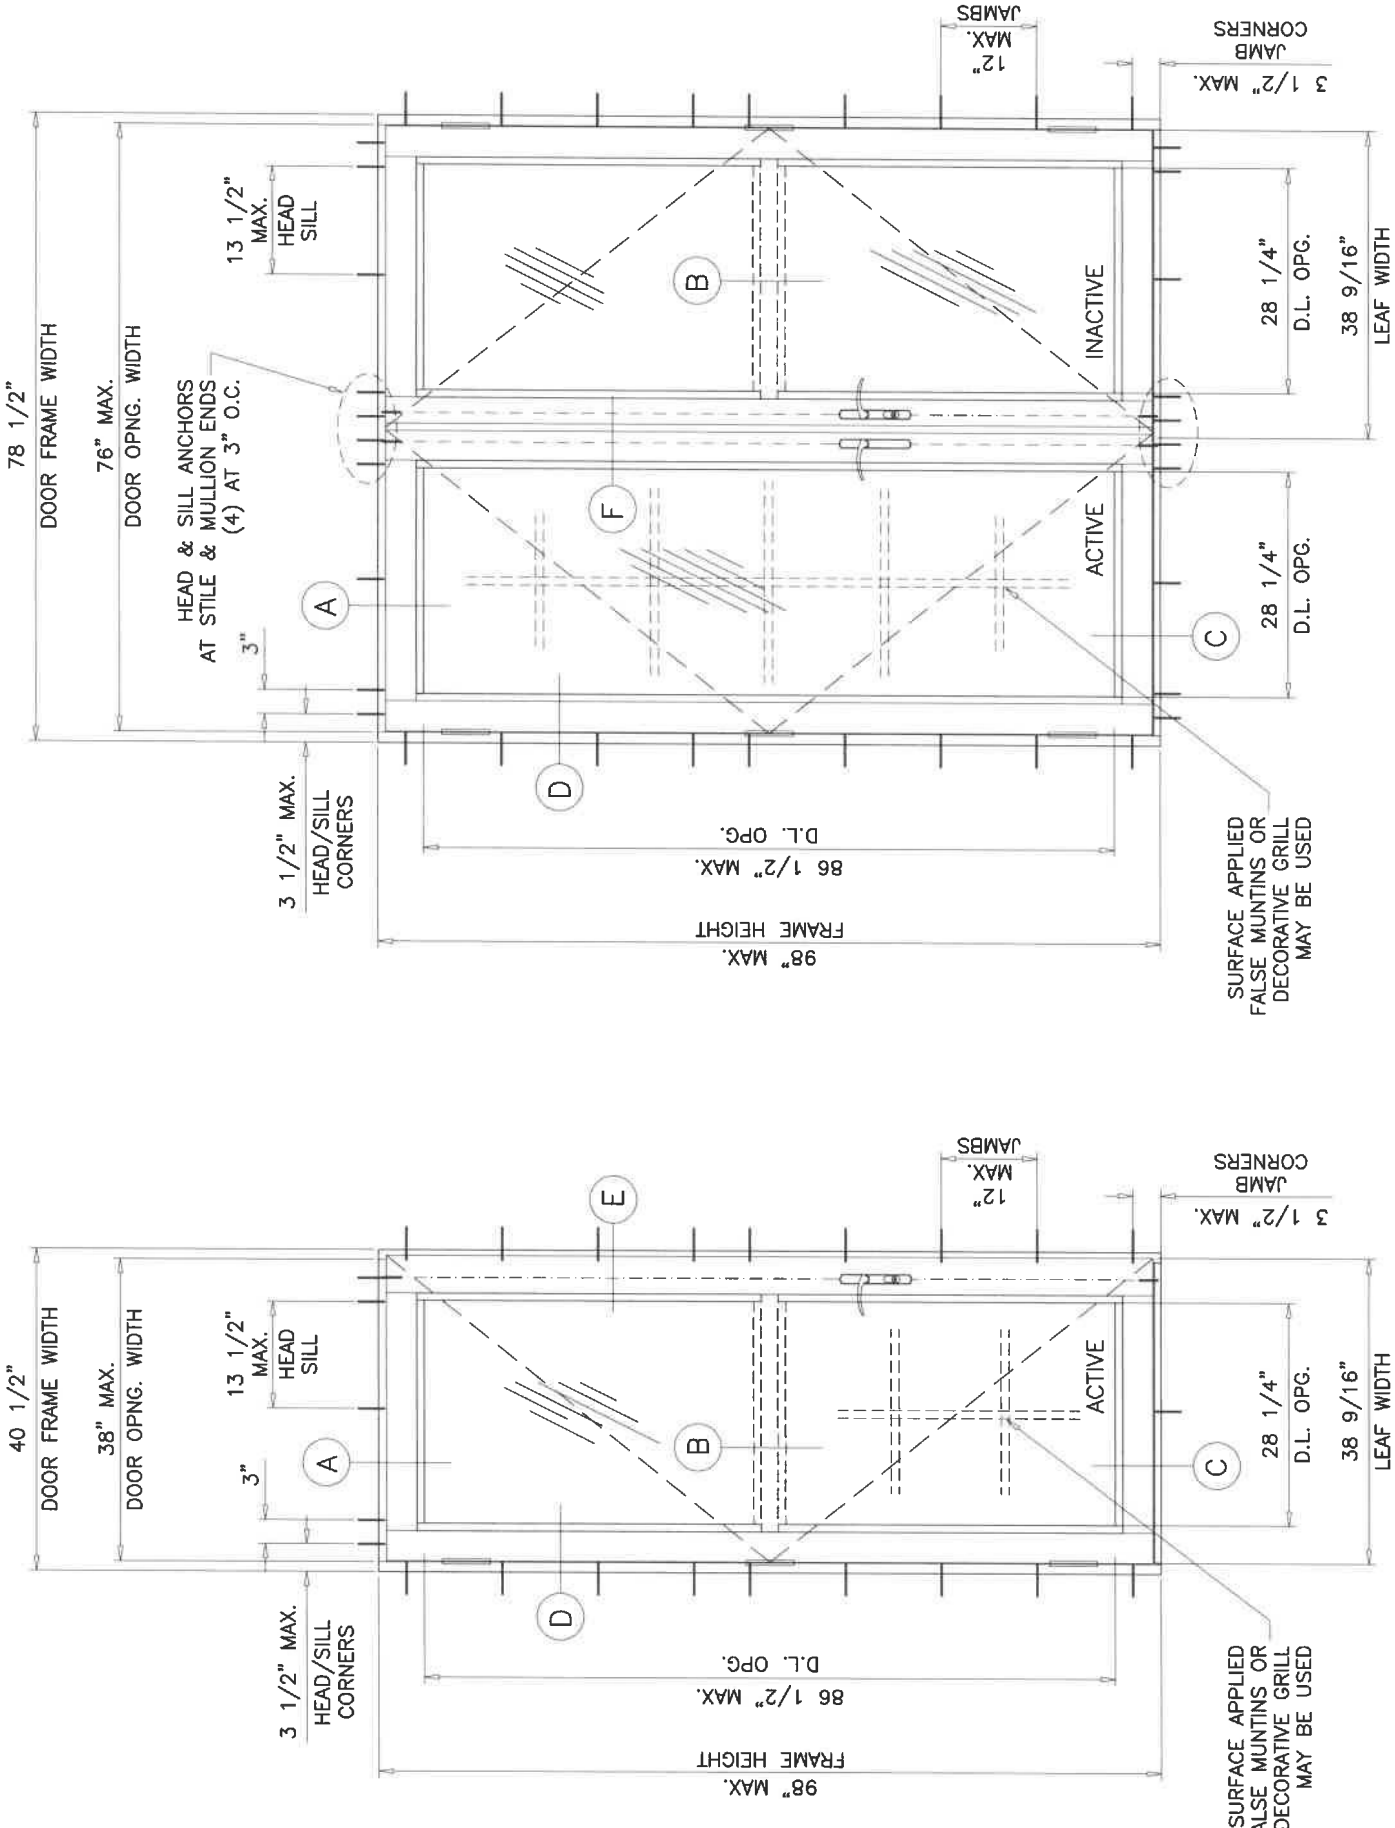 40 1/2"
DOOR FRAME WIDTH
38" MAX.
DOOR OPNG. WIDTH
3 1/2" MAX.
HEAD/SILL
CORNERS
3"
13 1/2"
MAX.
HEAD
SILL
A
D
B
E
C
ACTIVE
98" MAX.
FRAME HEIGHT
86 1/2" MAX.
D.L. OPG.
12"
MAX.
JAMBS
3 1/2" MAX.
JAMB
CORNERS
28 1/4"
D.L. OPG.
38 9/16"
LEAF WIDTH
SURFACE APPLIED
ALSE MUNTINS OR
DECORATIVE GRILL
MAY BE USED
78 1/2"
DOOR FRAME WIDTH
76" MAX.
DOOR OPNG. WIDTH
3 1/2" MAX.
HEAD/SILL
CORNERS
3"
HEAD & SILL ANCHORS
AT STILE & MULLION ENDS
(4) AT 3" O.C.
13 1/2"
MAX.
HEAD
SILL
A
D
F
B
C
ACTIVE
INACTIVE
98" MAX.
FRAME HEIGHT
86 1/2" MAX.
D.L. OPG.
12"
MAX.
JAMBS
3 1/2" MAX.
JAMB
CORNERS
28 1/4"
D.L. OPG.
28 1/4"
D.L. OPG.
38 9/16"
LEAF WIDTH
SURFACE APPLIED
FALSE MUNTINS OR
DECORATIVE GRILL
MAY BE USED